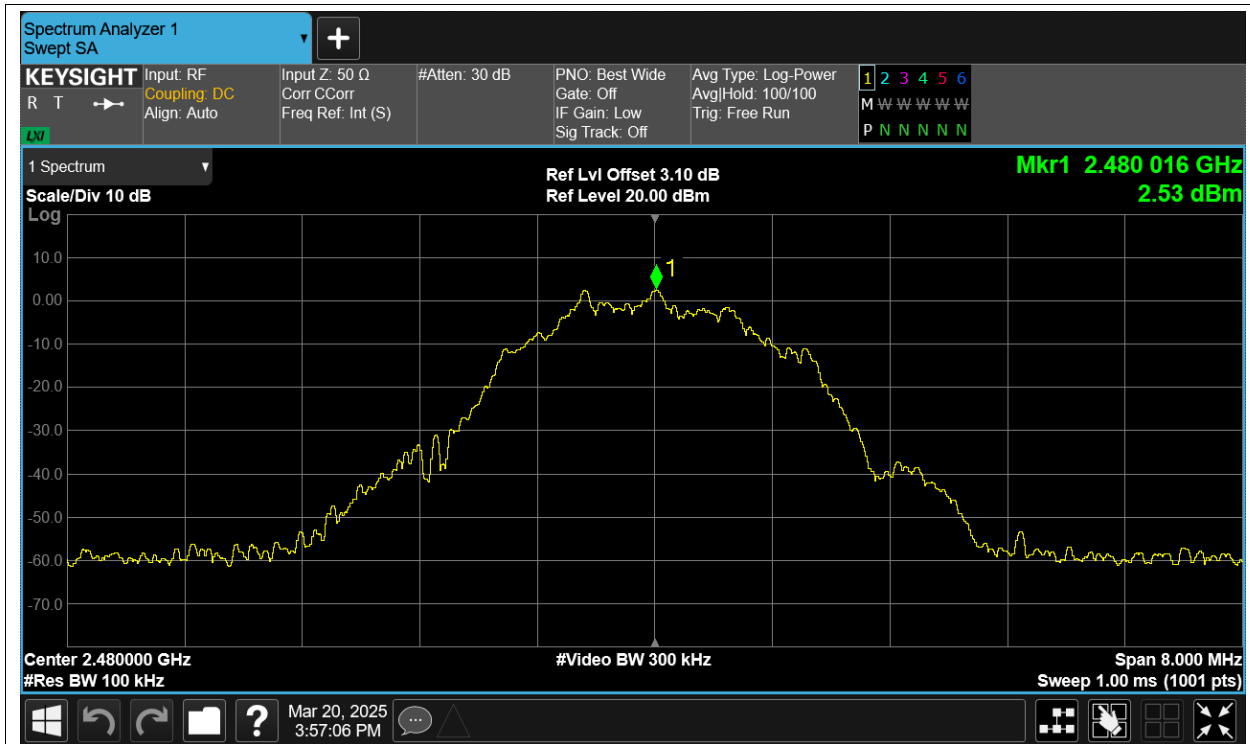 Spectrum Analyzer 1
Swept SA
KEYSIGHT
R T
LXI
Input: RF
Coupling: DC
Align: Auto
Input Z: 50 Ω
Corr CCorr
Freq Ref: Int (S)
#Atten: 30 dB
PNO: Best Wide
Gate: Off
IF Gain: Low
Sig Track: Off
Avg Type: Log-Power
Avg|Hold: 100/100
Trig: Free Run
1 2 3 4 5 6
M W W W W W
P N N N N N
1 Spectrum
Scale/Div 10 dB
Log
Ref Lvl Offset 3.10 dB
Ref Level 20.00 dBm
Mkr1 2.480 016 GHz
2.53 dBm
1
10.0
0.00
-10.0
-20.0
-30.0
-40.0
-50.0
-60.0
-70.0
Center 2.480000 GHz
#Res BW 100 kHz
#Video BW 300 kHz
Span 8.000 MHz
Sweep 1.00 ms (1001 pts)
?
Mar 20, 2025
3:57:06 PM